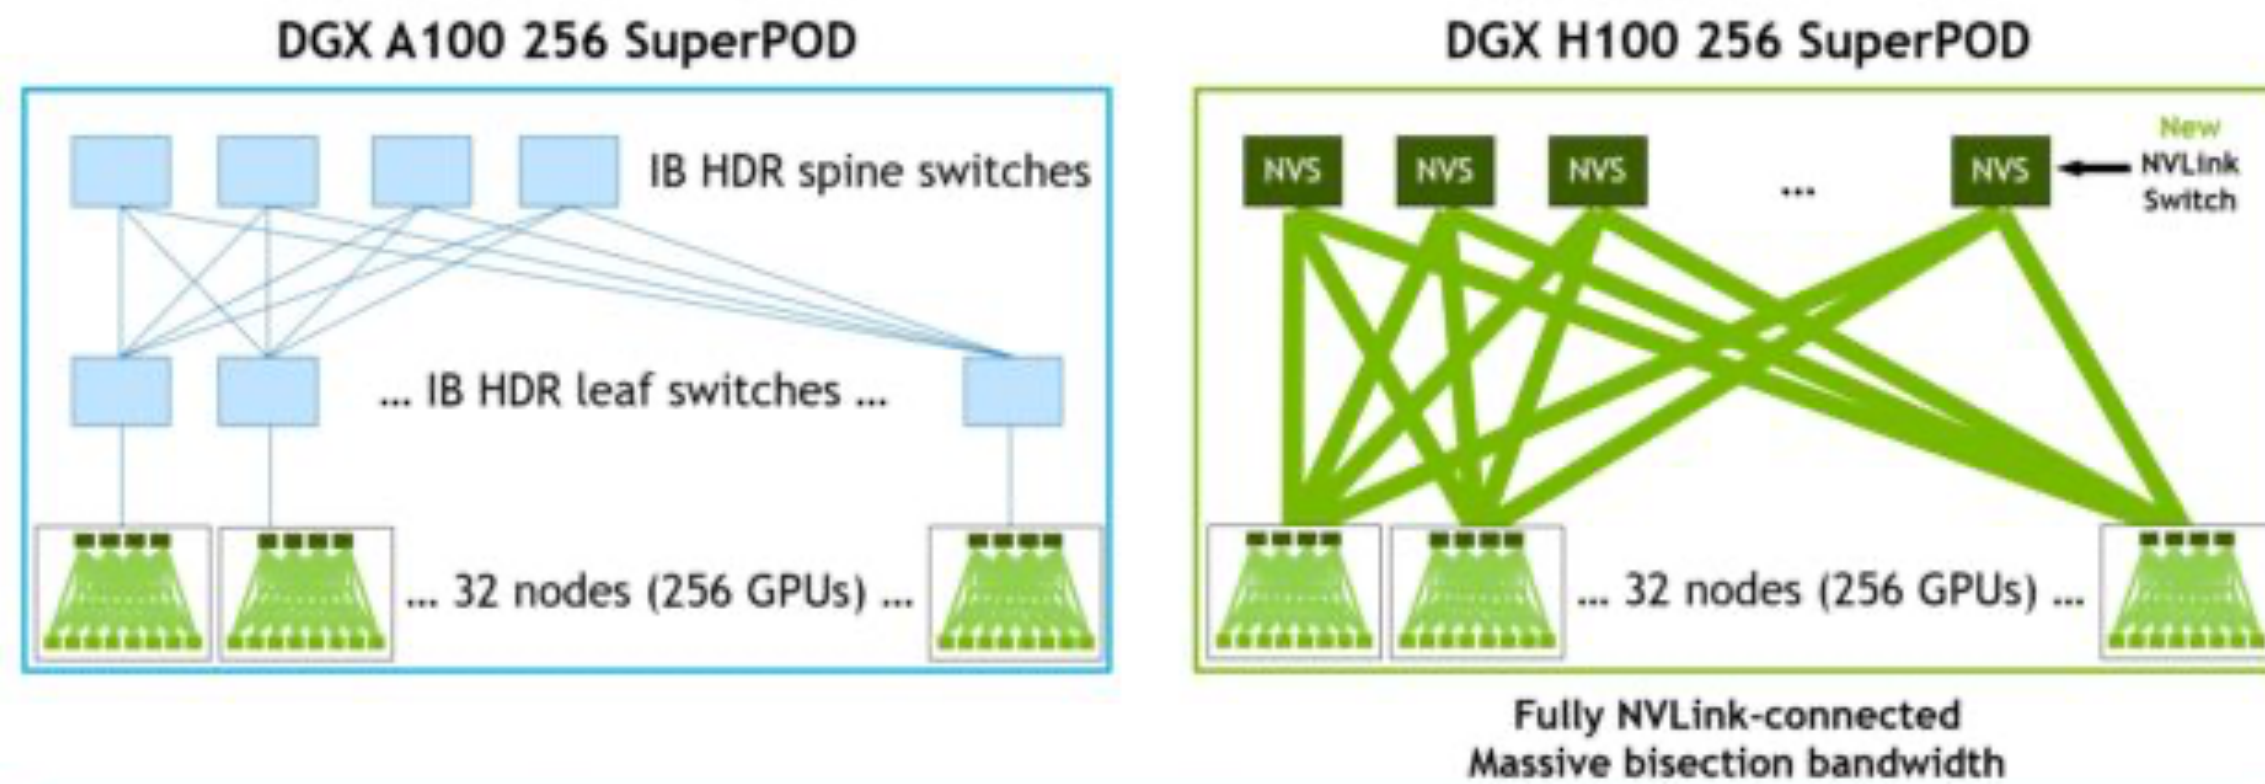 DGX A100 256 SuperPOD
IB HDR spine switches
... IB HDR leaf switches ...
... 32 nodes (256 GPUs) ...
DGX H100 256 SuperPOD
NVS
NVS
NVS
...
NVS
New
NVLink
Switch
... 32 nodes (256 GPUs) ...
Fully NVLink-connected
Massive bisection bandwidth